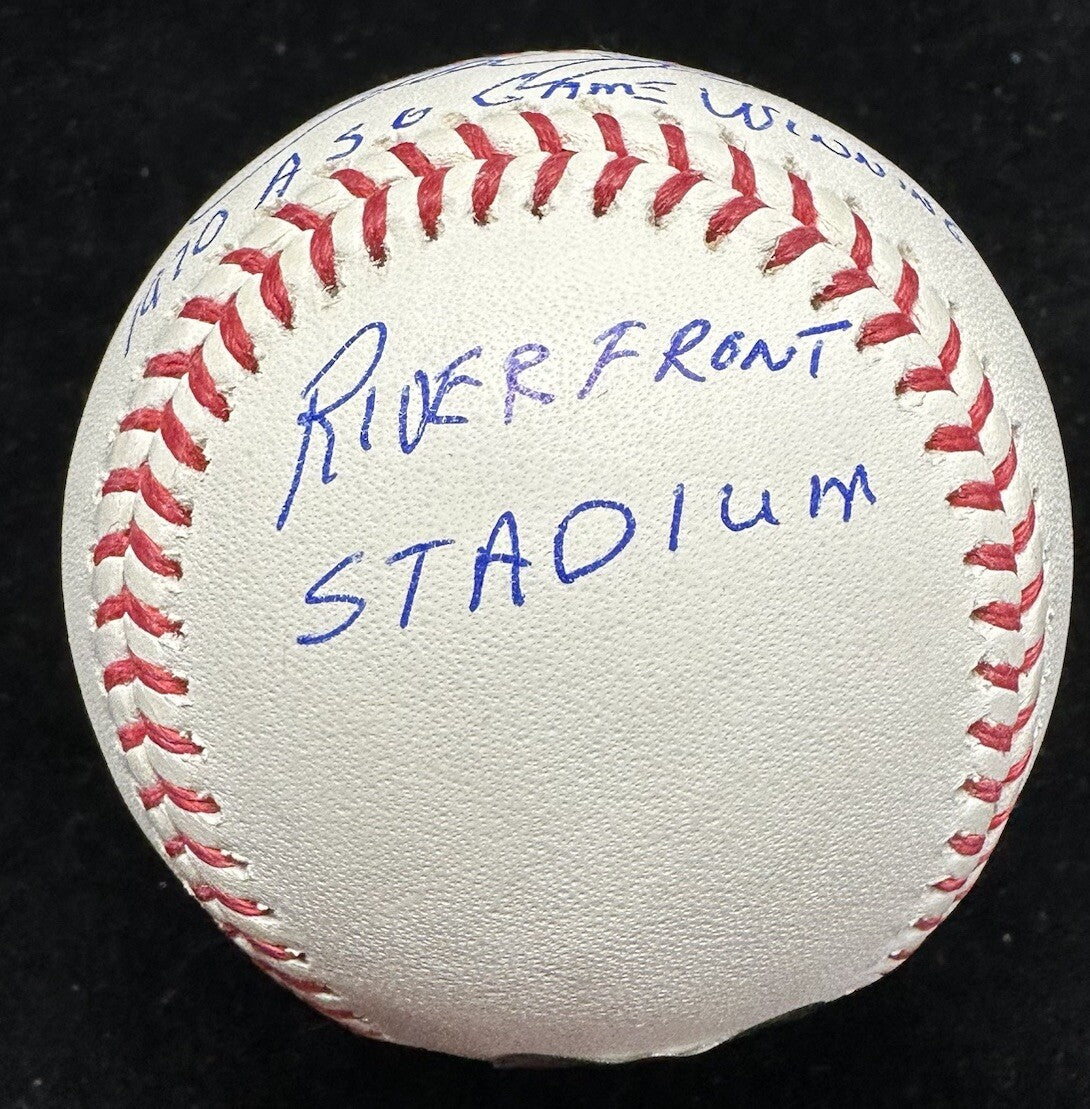 1970 ASG GAME WINNING
RIVERFRONT
STADIUM